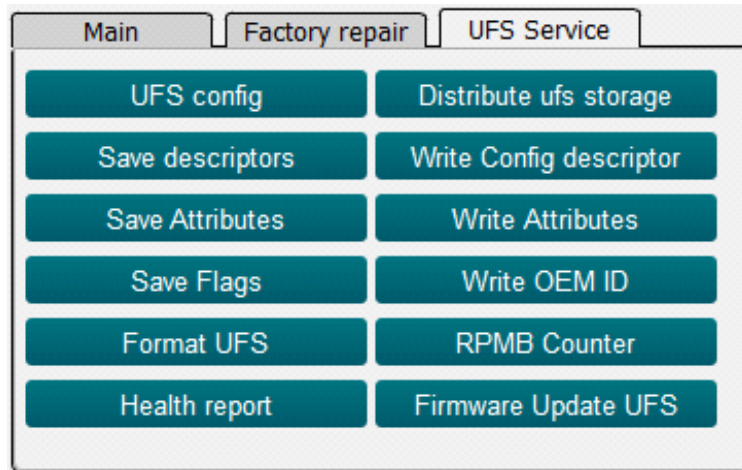 Main Factory repair UFS Service
UFS config Distribute ufs storage
Save descriptors Write Config descriptor
Save Attributes Write Attributes
Save Flags Write OEM ID
Format UFS RPMB Counter
Health report Firmware Update UFS